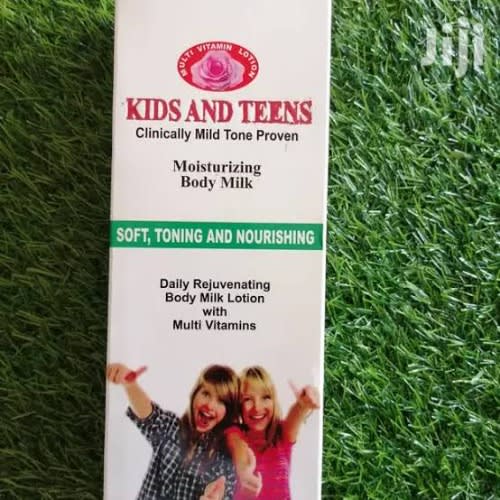 Jiji
MULTI VITAMIN LOTION
KIDS AND TEENS
Clinically Mild Tone Proven
Moisturizing
Body Milk
SOFT, TONING AND NOURISHING
Daily Rejuvenating
Body Milk Lotion
with
Multi Vitamins